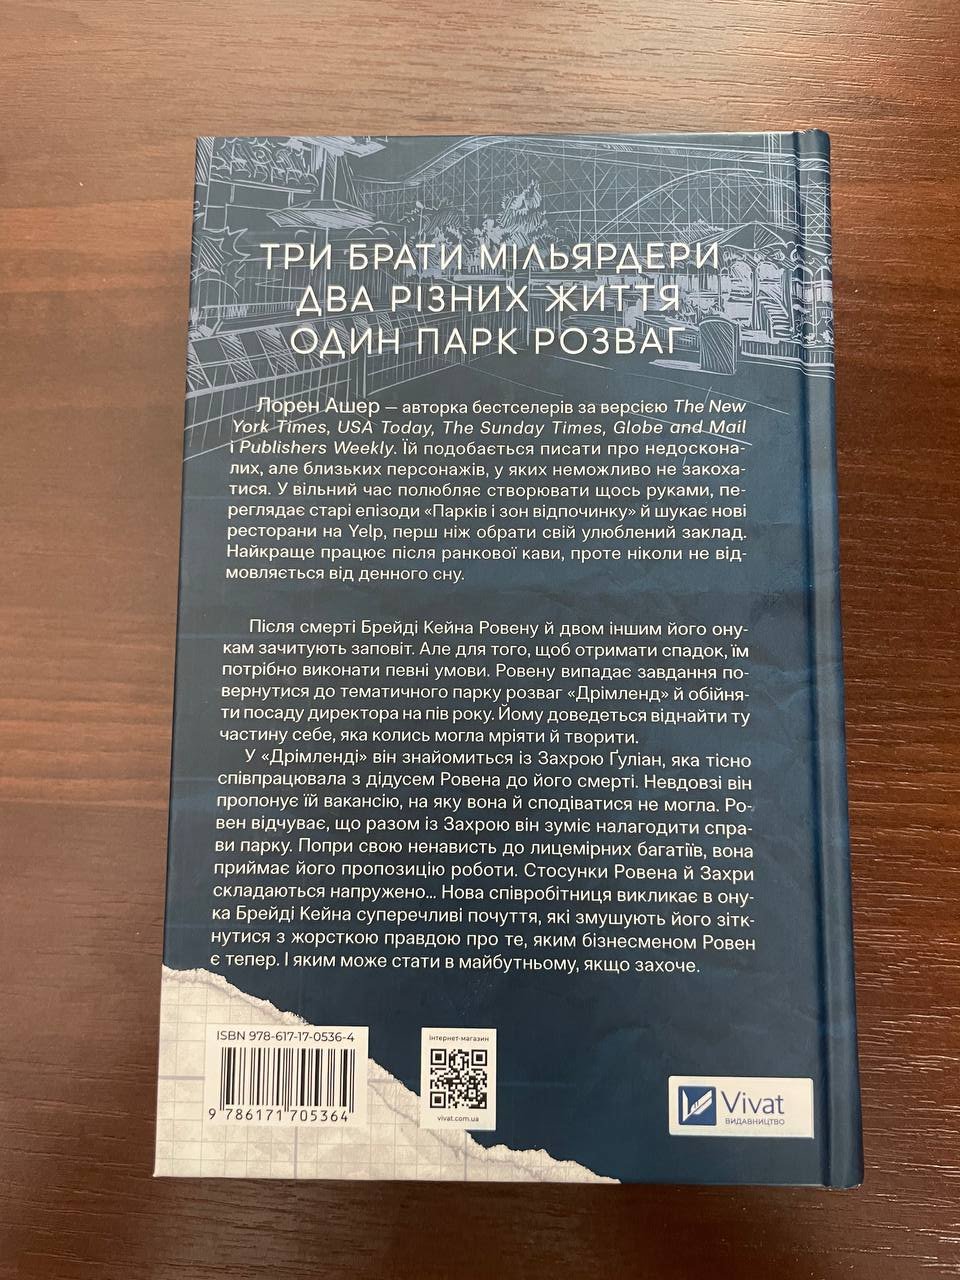 ТРИ БРАТИ МІЛЬЯРДЕРИ
ДВА РІЗНИХ ЖИТТЯ
ОДИН ПАРК РОЗВАГ
Лорен Ашер — авторка бестселерів за версією The New
York Times, USA Today, The Sunday Times, Globe and Mail
і Publishers Weekly. Їй подобається писати про недоскона-
лих, але близьких персонажів, у яких неможливо не закоха-
тися. У вільний час полюбляє створювати щось руками, пе-
реглядає старі епізоди «Парків і зон відпочинку» й шукає нові
ресторани на Yelp, перш ніж обрати свій улюблений заклад.
Найкраще працює після ранкової кави, проте ніколи не від-
мовляється від денного сну.
Після смерті Брейді Кейна Ровену й двом іншим його ону-
кам зачитують заповіт. Але для того, щоб отримати спадок, їм
потрібно виконати певні умови. Ровену випадає завдання по-
вернутися до тематичного парку розваг «Дрімленд» й обійня-
ти посаду директора на пів року. Йому доведеться віднайти ту
частину себе, яка колись могла мріяти й творити.
У «Дрімленді» він знайомиться із Захрою Ґуліан, яка тісно
співпрацювала з дідусем Ровена до його смерті. Невдовзі він
пропонує їй вакансію, на яку вона й сподіватися не могла. Ро-
вен відчуває, що разом із Захрою він зуміє налагодити спра-
ви парку. Попри свою ненависть до лицемірних багатіїв, вона
приймає його пропозицію роботи. Стосунки Ровена й Захри
складаються напружено... Нова співробітниця викликає в ону-
ка Брейді Кейна суперечливі почуття, які змушують його зітк-
нутися з жорсткою правдою про те, яким бізнесменом Ровен
є тепер. І яким може стати в майбутньому, якщо захоче.
ISBN 978-617-17-0536-4
9 786171 705364
інтернет-магазин
vivat.com.ua
Vivat
ВИДАВНИЦТВО